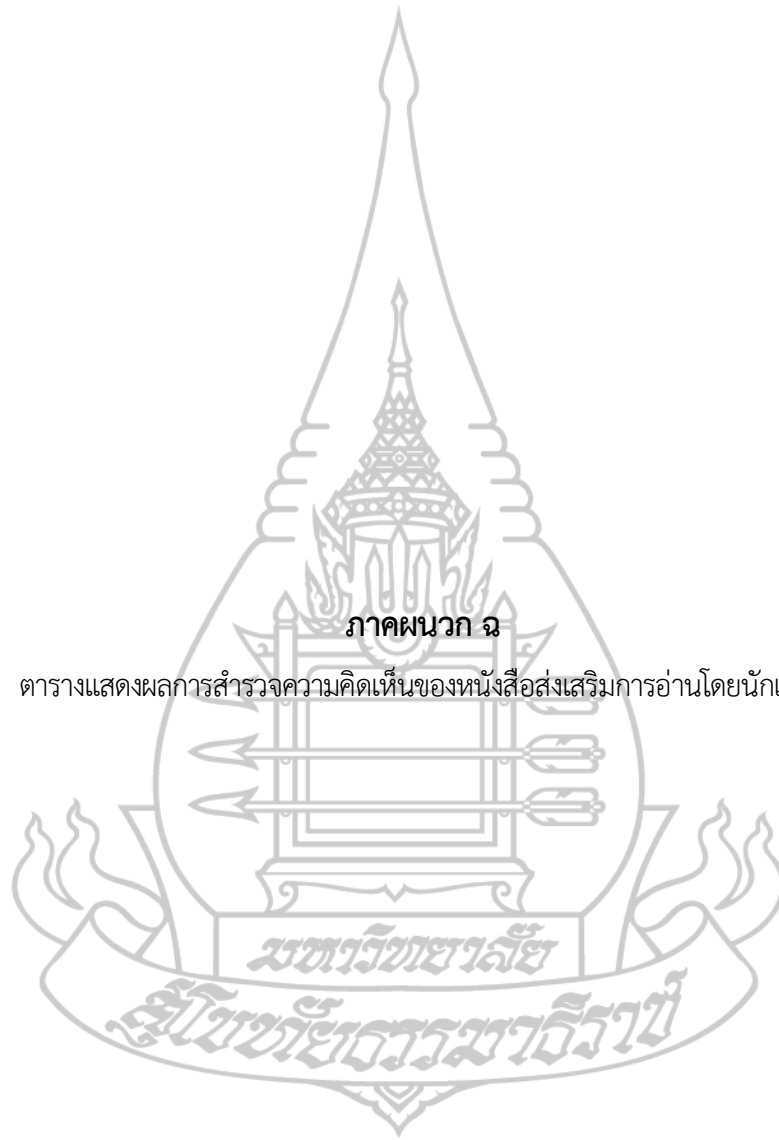 ภาคผนวก ฉ
ตารางแสดงผลการสำรวจความคิดเห็นของหนังสือส่งเสริมการอ่านโดย
มหาวิทยาลัย
สุโขทัยธรรมาธิราช